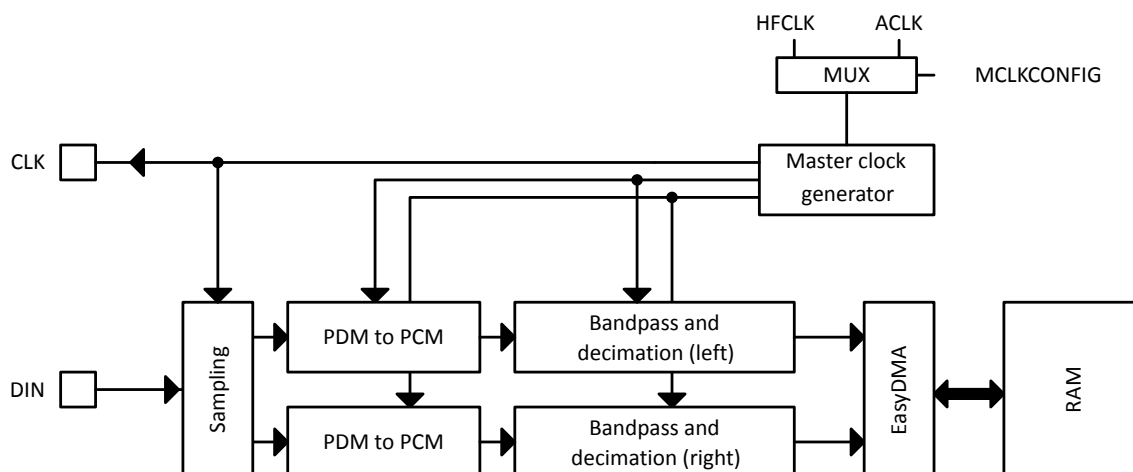 HFCLK ACLK
MUX MCLKCONFIG
CLK
Master clock
generator
Sampling
PDM to PCM
Bandpass and
decimation (left)
EasyDMA
RAM
DIN
PDM to PCM
Bandpass and
decimation (right)